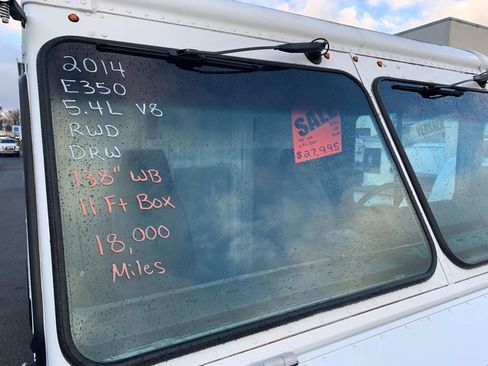 2014
E350
5.4L V8
RWD
DRW
138" WB
11 Ft Box
18,000
Miles
SALE
$27,995